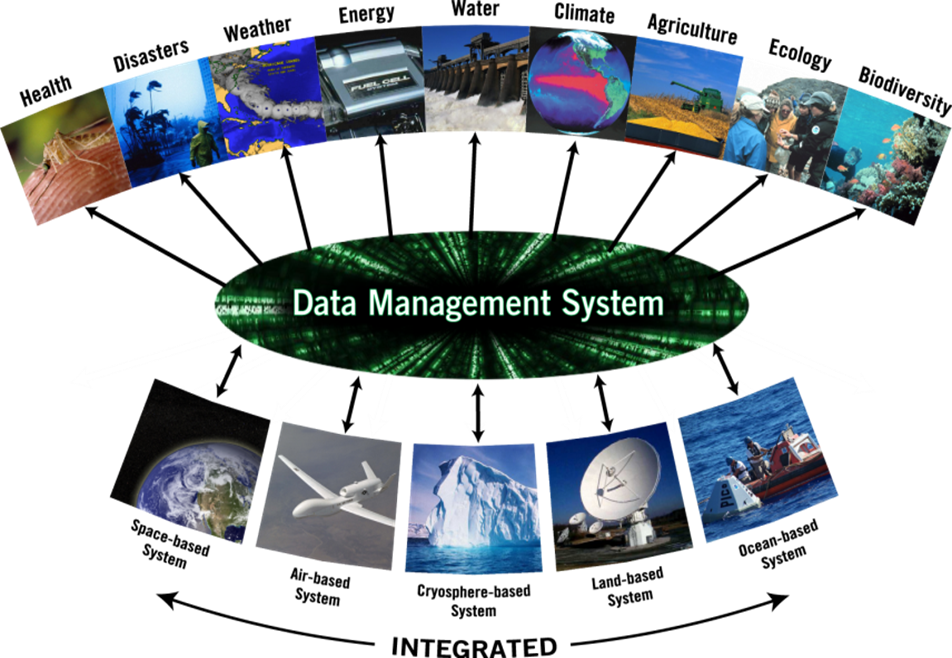 Health
Disasters
Weather
Energy
Water
Climate
Agriculture
Ecology
Biodiversity
FUEL CELL
Data Management System
Space-based
System
Air-based
System
Cryosphere-based
System
Land-based
System
Ocean-based
System
INTEGRATED